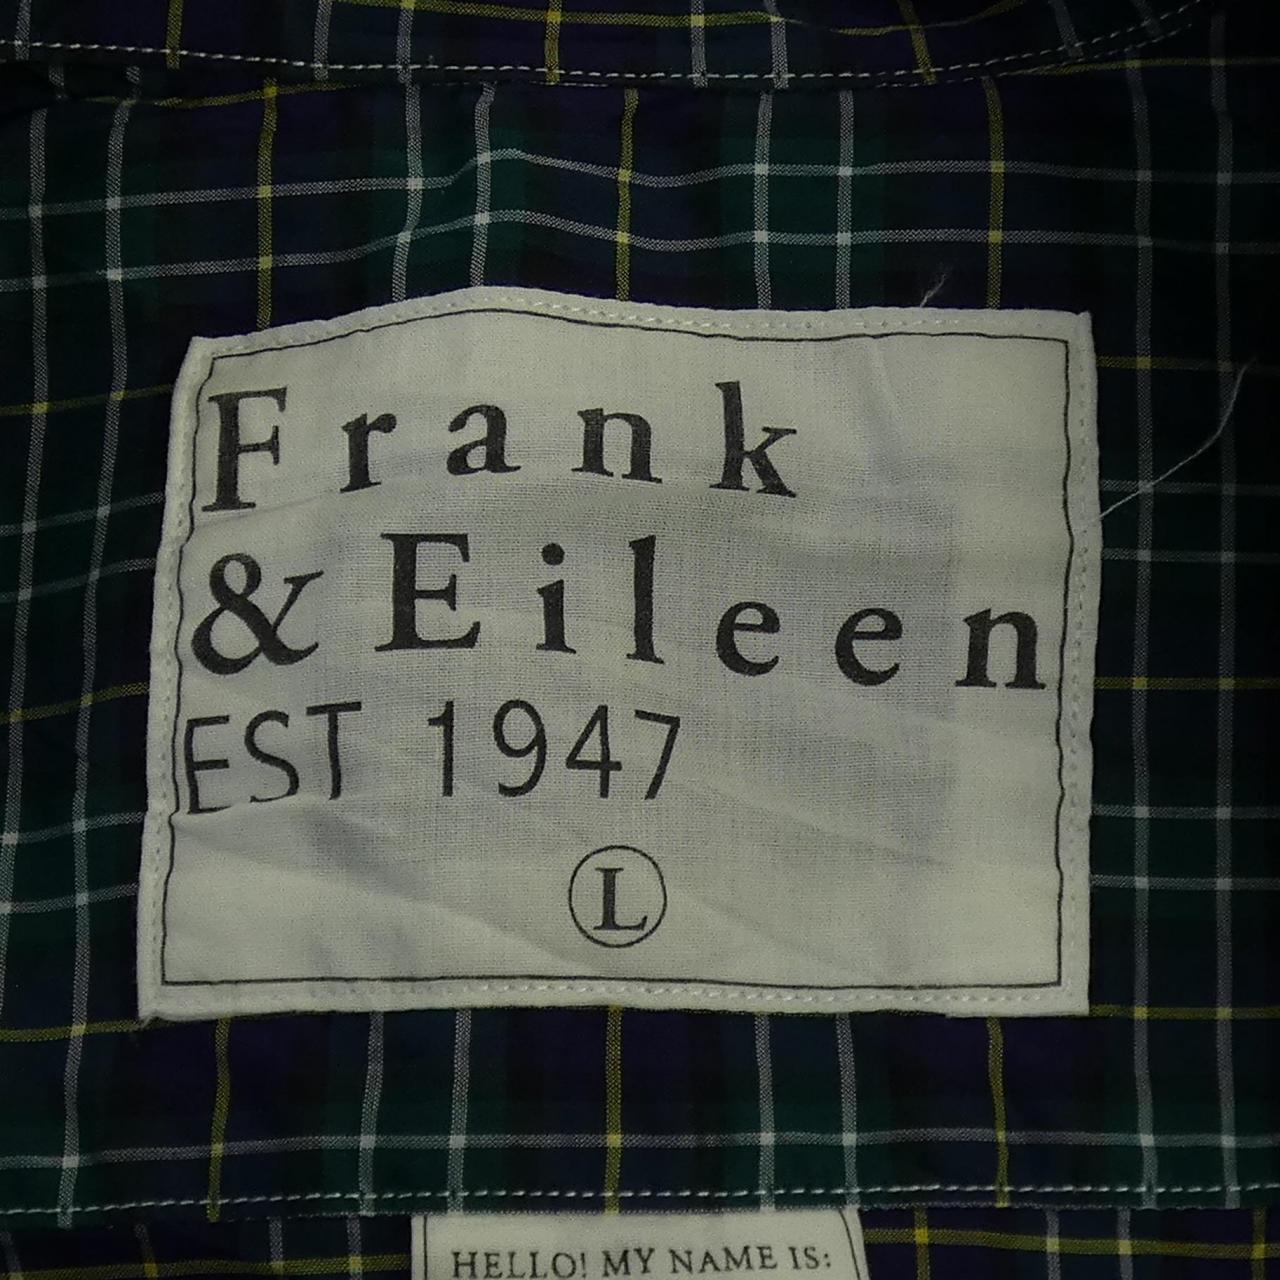 Frank
& Eileen
EST 1947
L
HELLO! MY NAME IS: